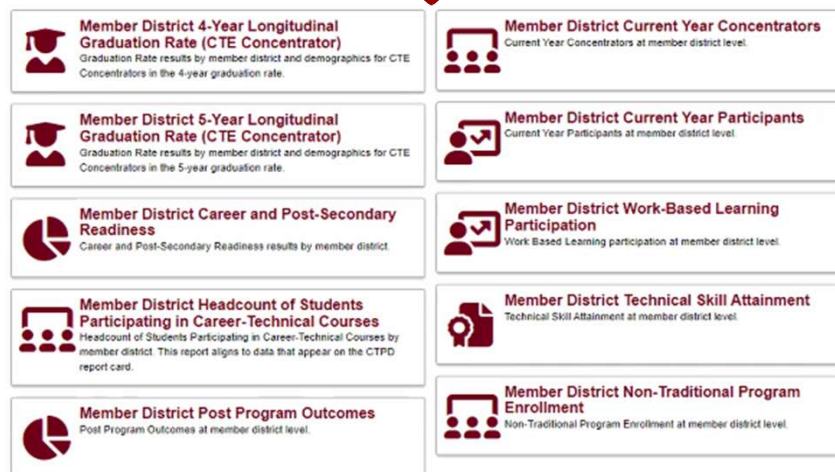 Member District 4-Year Longitudinal
Graduation Rate (CTE Concentrator)
Graduation Rate results by member district and demographics for CTE
Concentrators in the 4-year graduation rate.
Member District 5-Year Longitudinal
Graduation Rate (CTE Concentrator)
Graduation Rate results by member district and demographics for CTE
Concentrators in the 5-year graduation rate.
Member District Career and Post-Secondary
Readiness
Career and Post-Secondary Readiness results by member district.
Member District Headcount of Students
Participating in Career-Technical Courses
Headcount of Students Participating in Career-Technical Courses by
member district. This report aligns to data that appear on the CTPD
report card.
Member District Post Program Outcomes
Post Program Outcomes at member district level.
Member District Current Year Concentrators
Current Year Concentrators at member district level.
Member District Current Year Participants
Current Year Participants at member district level.
Member District Work-Based Learning
Participation
Work Based Learning participation at member district level.
Member District Technical Skill Attainment
Technical Skill Attainment at member district level.
Member District Non-Traditional Program
Enrollment
Non-Traditional Program Enrollment at member district level.